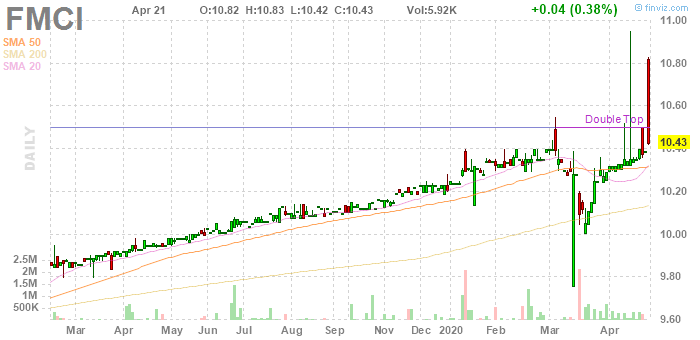 © finviz.com
FMCI Apr 21 O:10.82 H:10.83 L:10.42 C:10.43 Vol:5.92K +0.04 (0.38%)
SMA 50
SMA 200
SMA 20
DAILY
Double Top
11.00
10.80
10.60
10.43
10.40
10.20
10.00
9.80
9.60
2.5M
2M
1.5M
1M
500K
Mar Apr May Jun Jul Aug Sep Oct Nov Dec 2020 Feb Mar Apr